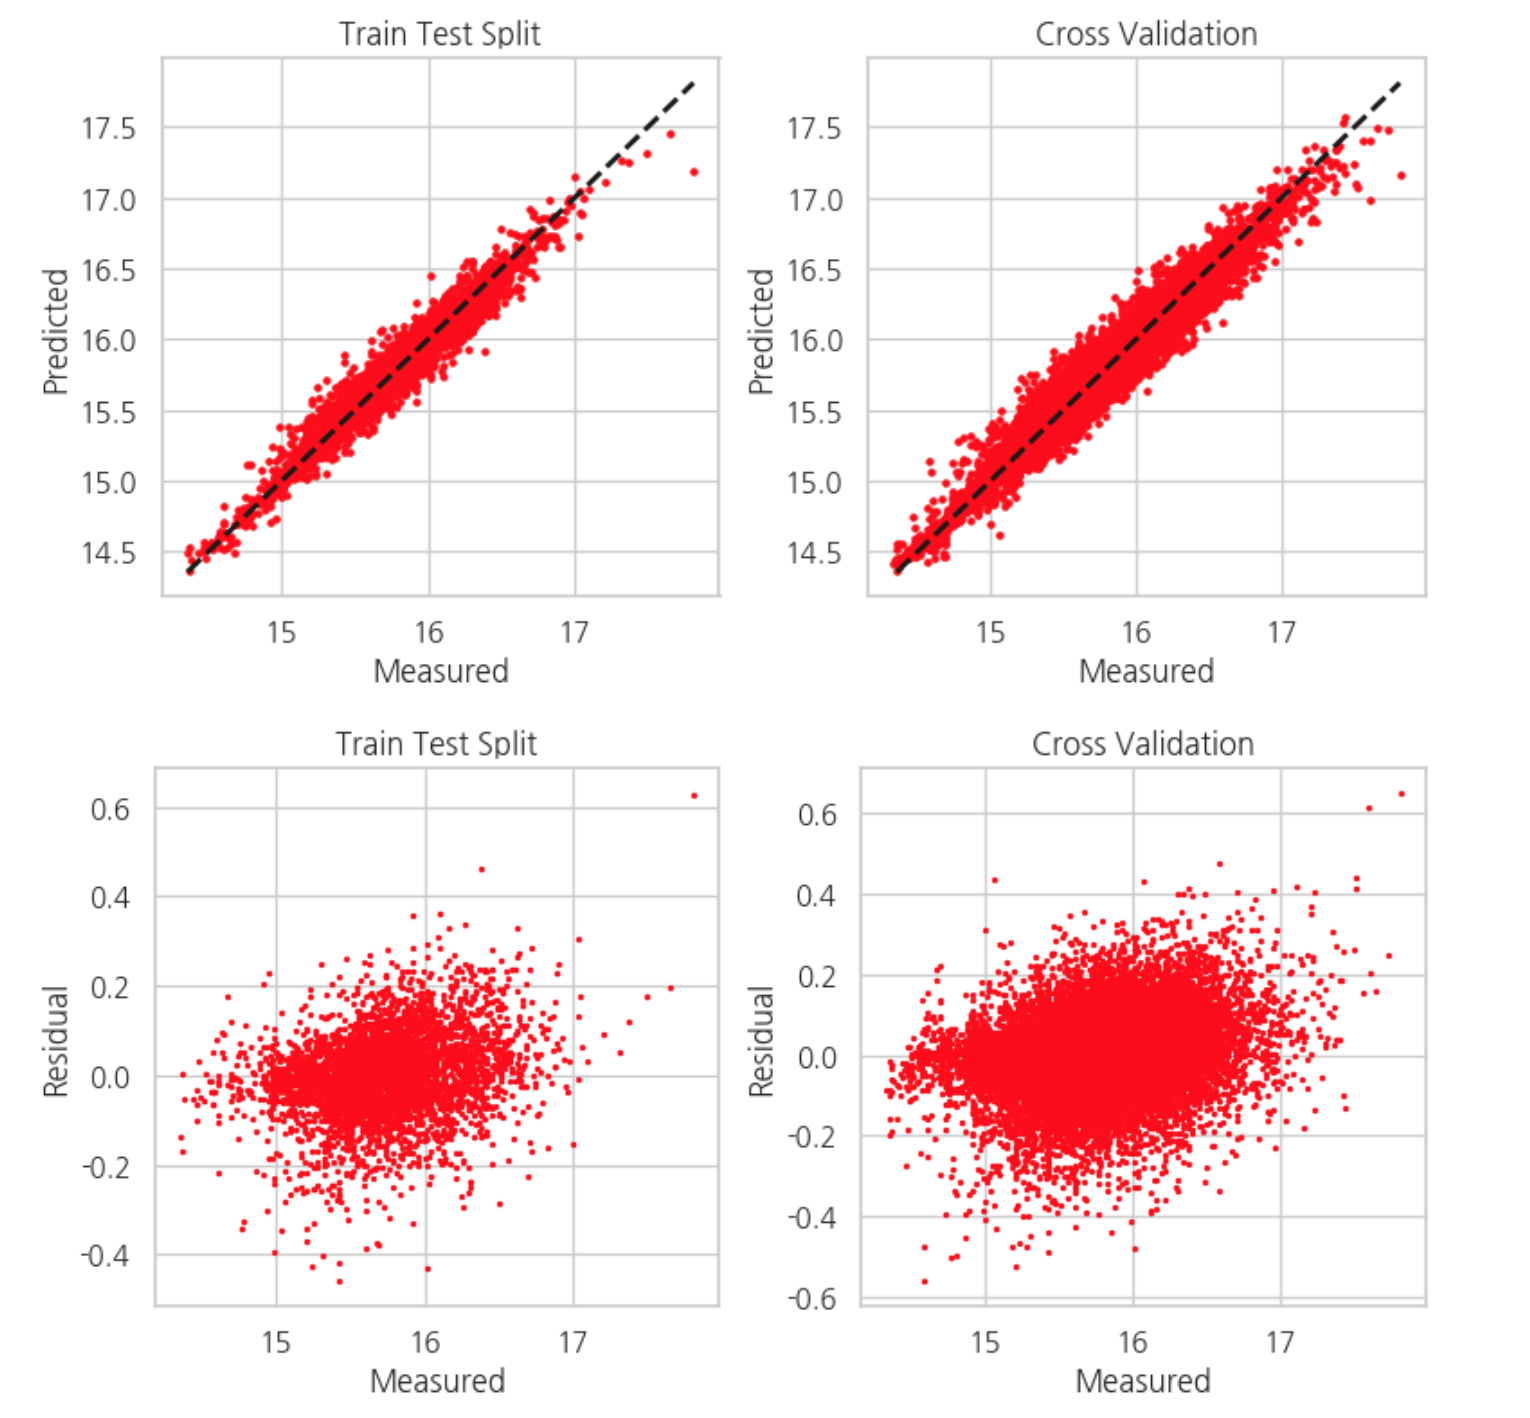 Train Test Split
17.5
17.0
16.5
16.0
15.5
15.0
14.5
Predicted
15 16 17
Measured
Cross Validation
17.5
17.0
16.5
16.0
15.5
15.0
14.5
Predicted
15 16 17
Measured
Train Test Split
0.6
0.4
0.2
0.0
-0.2
-0.4
Residual
15 16 17
Measured
Cross Validation
0.6
0.4
0.2
0.0
-0.2
-0.4
-0.6
Residual
15 16 17
Measured